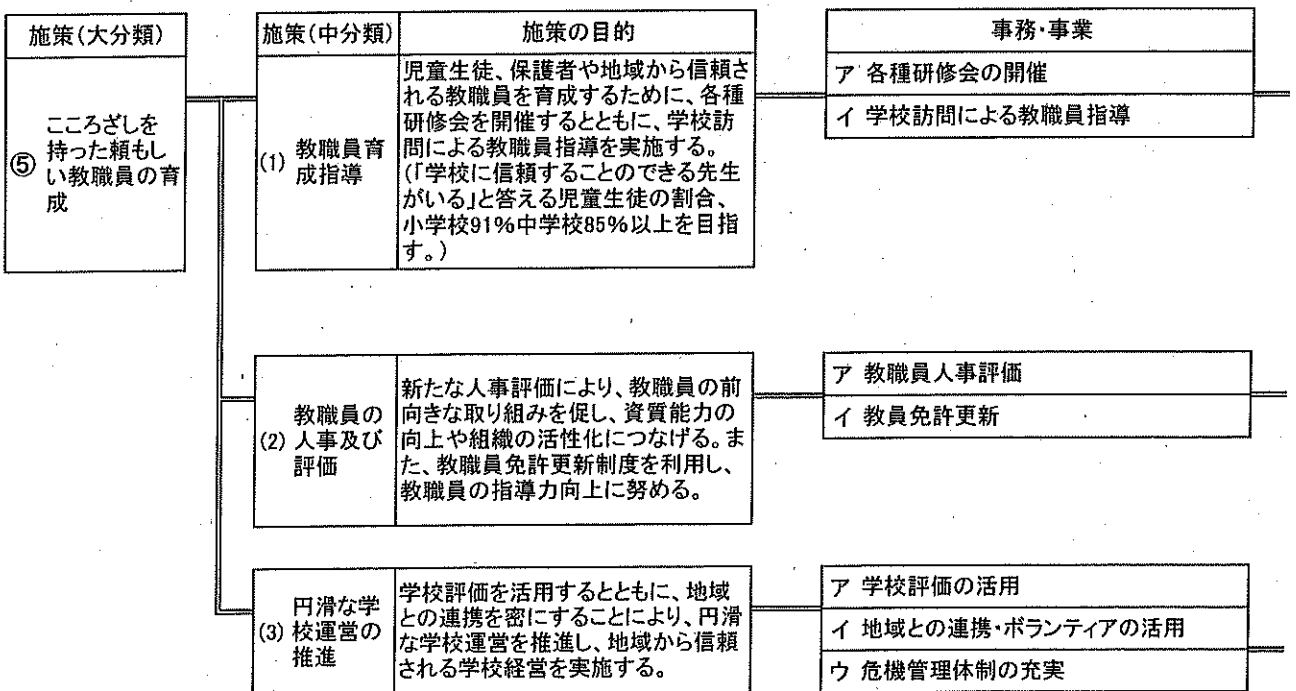 施策(大分類)
⑤ こころざしを
持った頼もし
い教職員の育
成
施策(中分類)
施策の目的
(1) 教職員育
成指導
児童生徒、保護者や地域から信頼さ
れる教職員を育成するために、各種
研修会を開催するとともに、学校訪
問による教職員指導を実施する。
(「学校に信頼することのできる先生
がいる」と答える児童生徒の割合、
小学校91%中学校85%以上を目指
す。)
事務・事業
ア 各種研修会の開催
イ 学校訪問による教職員指導
(2) 教職員の
人事及び
評価
新たな人事評価により、教職員の前
向きな取り組みを促し、資質能力の
向上や組織の活性化につなげる。ま
た、教職員免許更新制度を利用し、
教職員の指導力向上に努める。
ア 教職員人事評価
イ 教員免許更新
(3) 円滑な学
校運営の
推進
学校評価を活用するとともに、地域
との連携を密にすることにより、円滑
な学校運営を推進し、地域から信頼
される学校経営を実施する。
ア 学校評価の活用
イ 地域との連携・ボランティアの活用
ウ 危機管理体制の充実